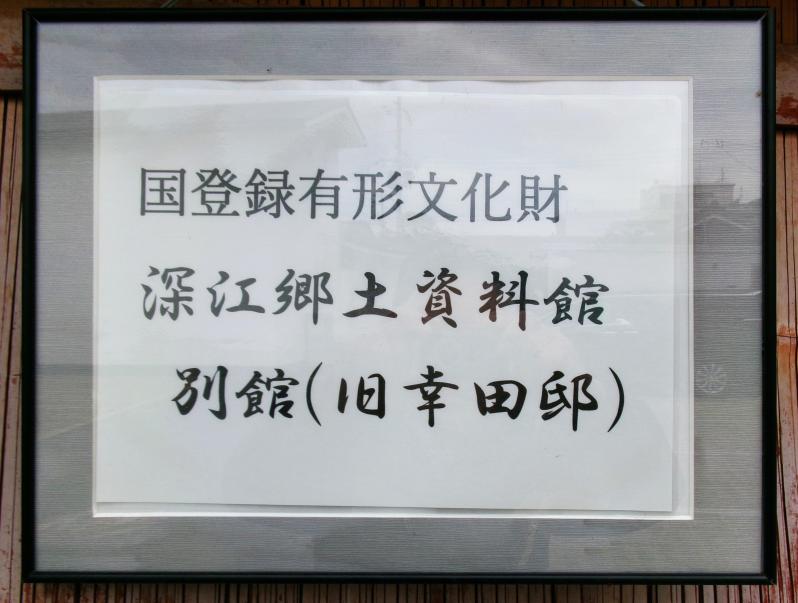 国登録有形文化財
深江郷土資料館
別館(旧幸田邸)